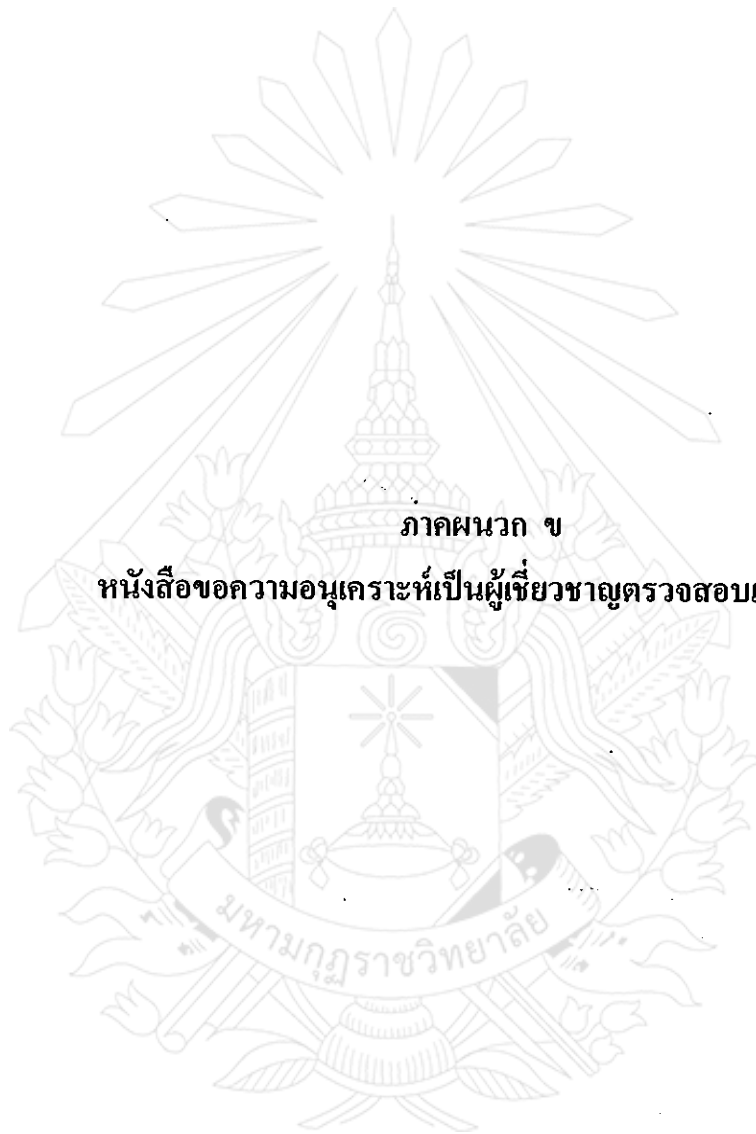 ภาคผนวก ข
หนังสือขอความอนุเคราะห์เป็นผู้เชี่ยวชาญตรวจสอบ
มหามกุฏราชวิทยาลัย